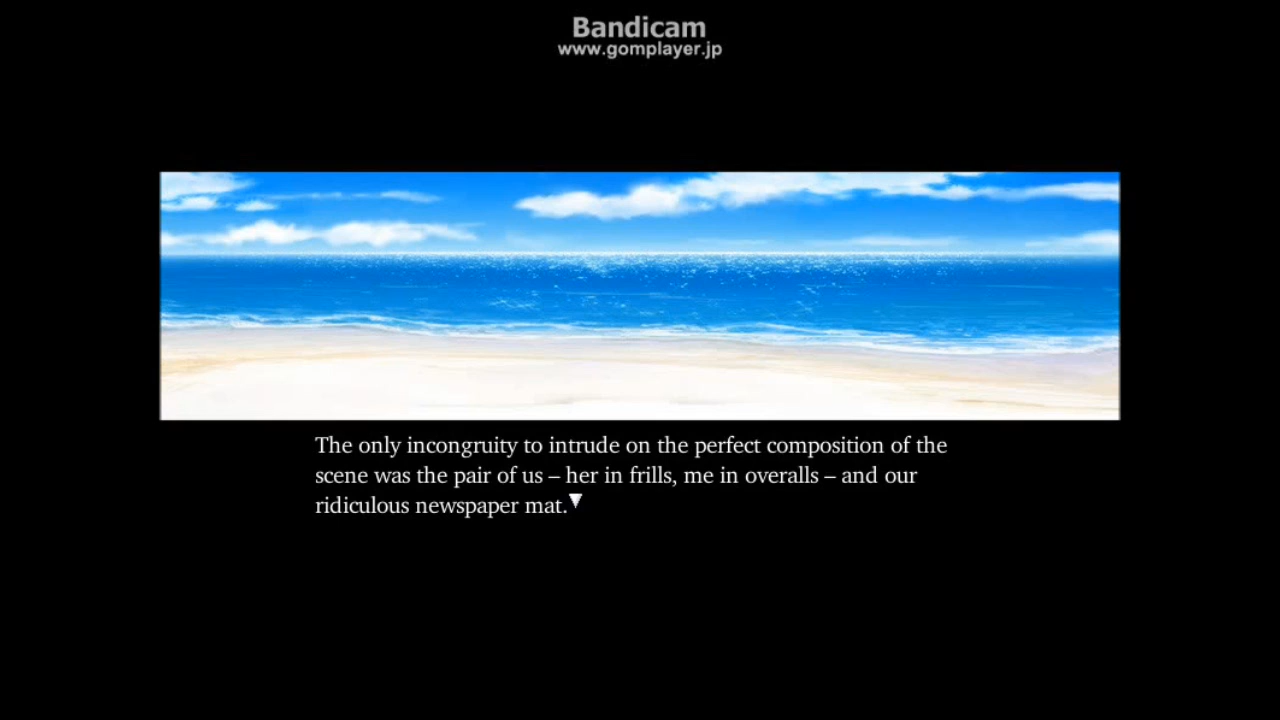 Bandicam
www.gomplayer.jp
The only incongruity to intrude on the perfect composition of the
scene was the pair of us – her in frills, me in overalls – and our
ridiculous newspaper mat.